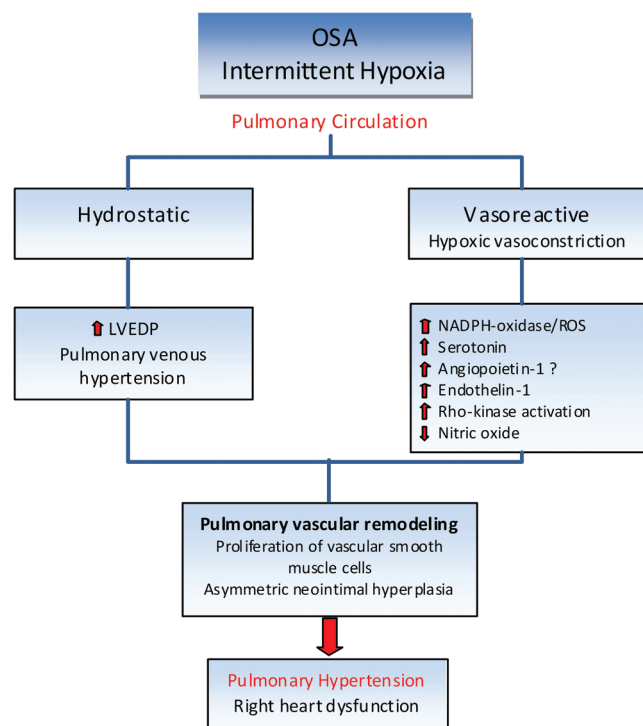 OSA
Intermittent Hypoxia
Pulmonary Circulation
Hydrostatic
Vasoreactive
Hypoxic vasoconstriction
LVEDP
Pulmonary venous
hypertension
NADPH-oxidase/ROS
Serotonin
Angiopoietin-1 ?
Endothelin-1
Rho-kinase activation
Nitric oxide
Pulmonary vascular remodeling
Proliferation of vascular smooth
muscle cells
Asymmetric neointimal hyperplasia
Pulmonary Hypertension
Right heart dysfunction